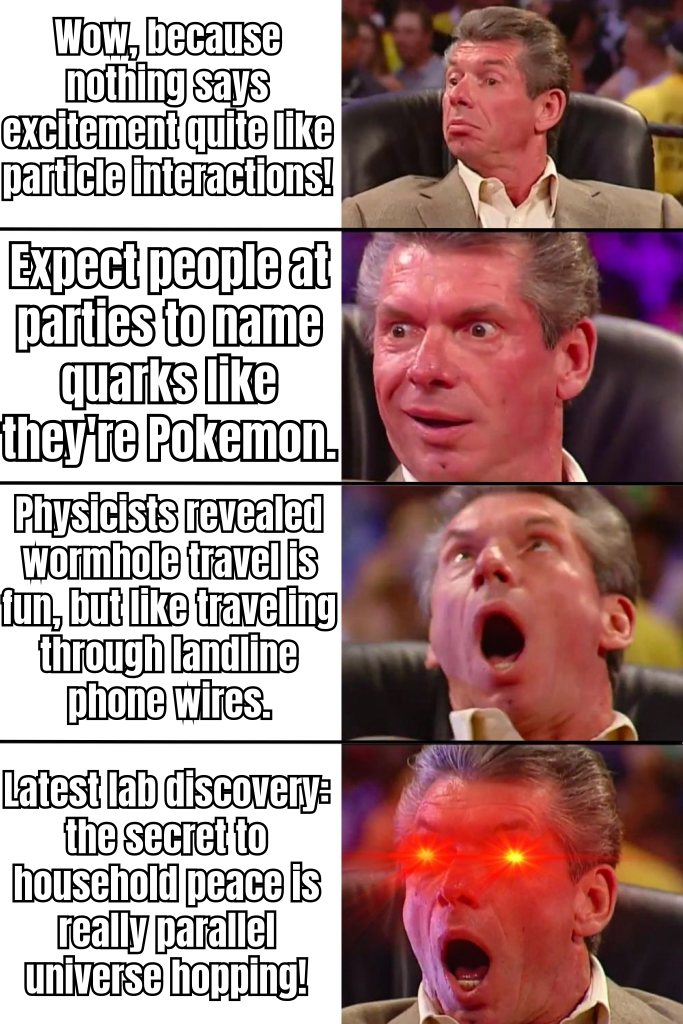 Wow, because
nothing says
excitement quite like
particle interactions!
Expect people at
parties to name
quarks like
they're Pokemon.
Physicists revealed
wormhole travel is
fun, but like traveling
through landline
phone wires.
Latest lab discovery:
the secret to
household peace is
really parallel
universe hopping!